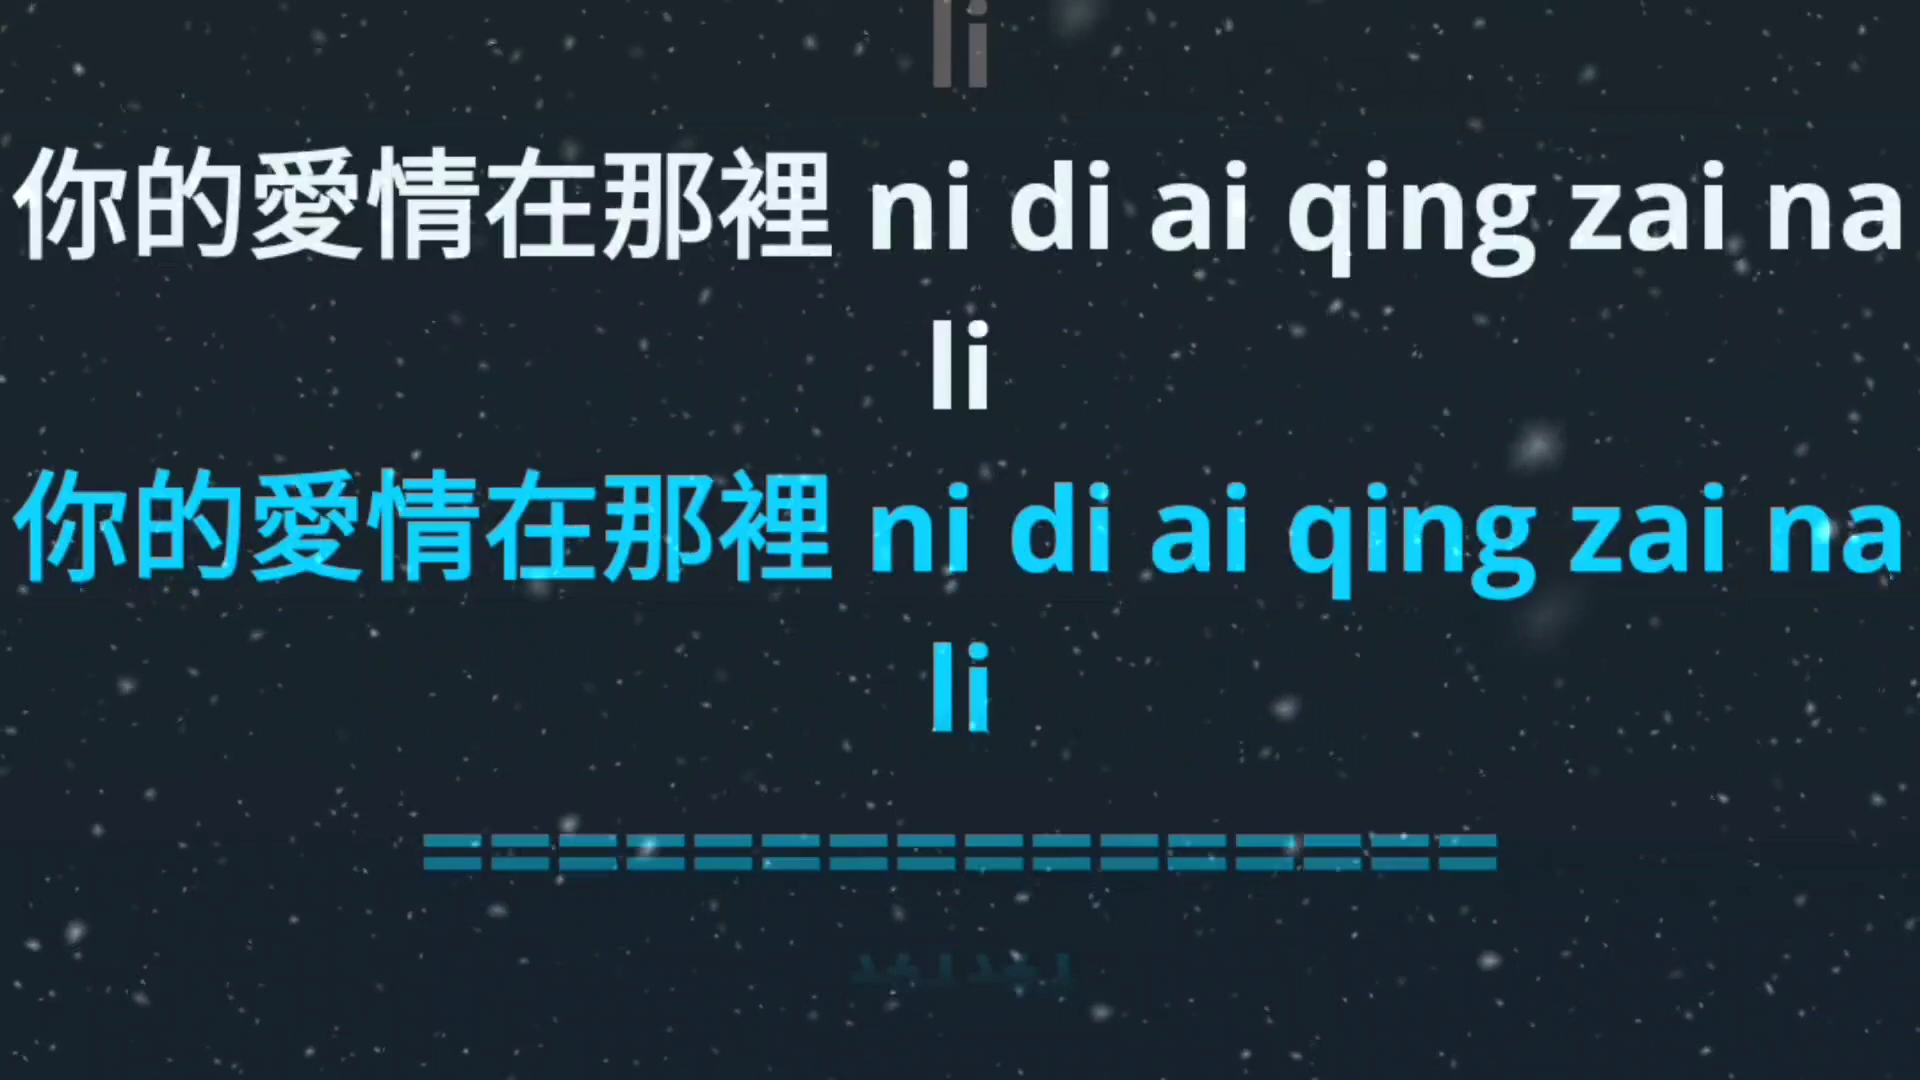 li
你的愛情在那裡 ni di ai qing zai na
li
你的愛情在那裡 ni di ai qing zai na
li
================